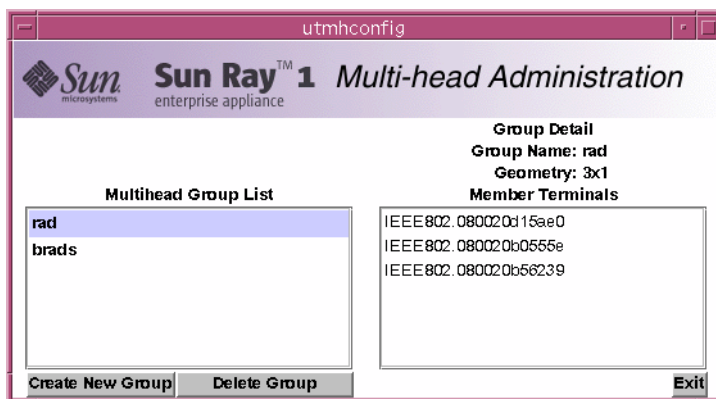 utmhconfig
Sun microsystems
Sun Ray™ 1 Multi-head Administration
enterprise appliance
Group Detail
Group Name: rad
Geometry: 3x1
Multihead Group List
Member Terminals
rad
brads
IEEE802.080020d15ae0
IEEE802.080020b0555e
IEEE802.080020b56239
Create New Group
Delete Group
Exit